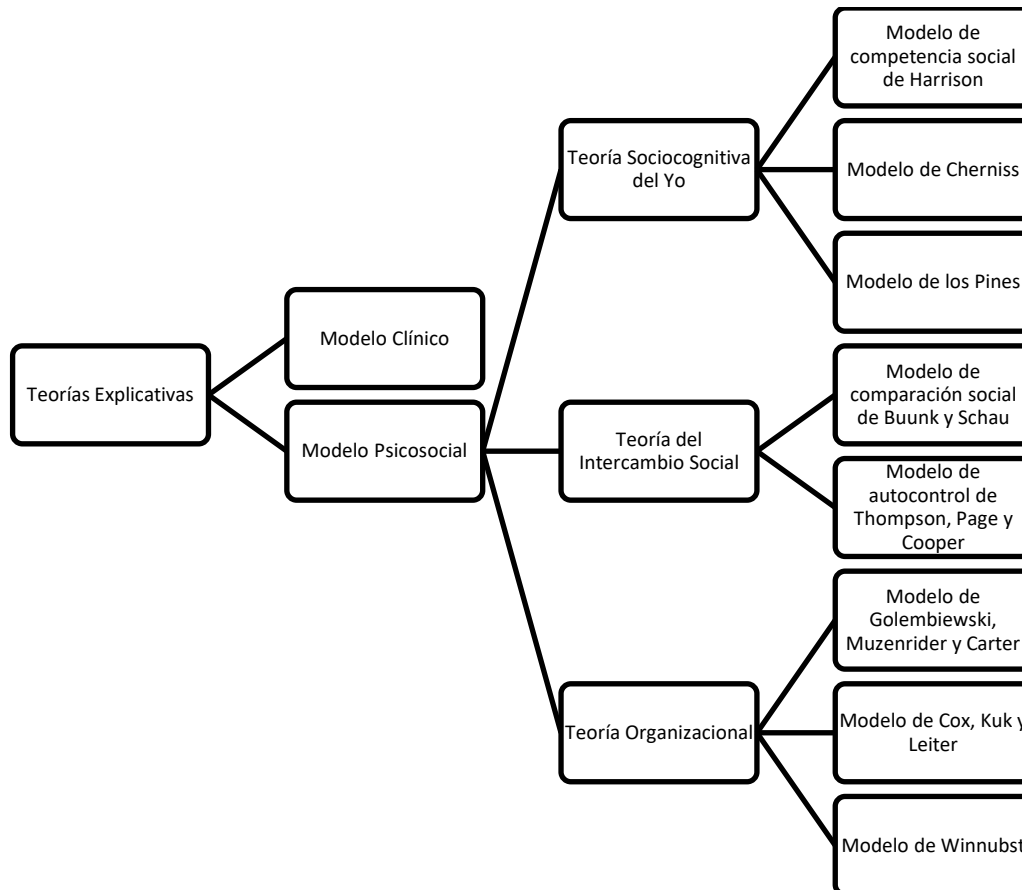 Teorías Explicativas
Modelo Clínico
Modelo Psicosocial
Teoría Sociocognitiva
del Yo
Modelo de
competencia social
de Harrison
Modelo de Cherniss
Modelo de los Pines
Teoría del
Intercambio Social
Modelo de
comparación social
de Buunk y Schau
Modelo de
autocontrol de
Thompson, Page y
Cooper
Teoría Organizacional
Modelo de
Golembiewski,
Muzenrider y Carter
Modelo de Cox, Kuk y
Leiter
Modelo de Winnubst